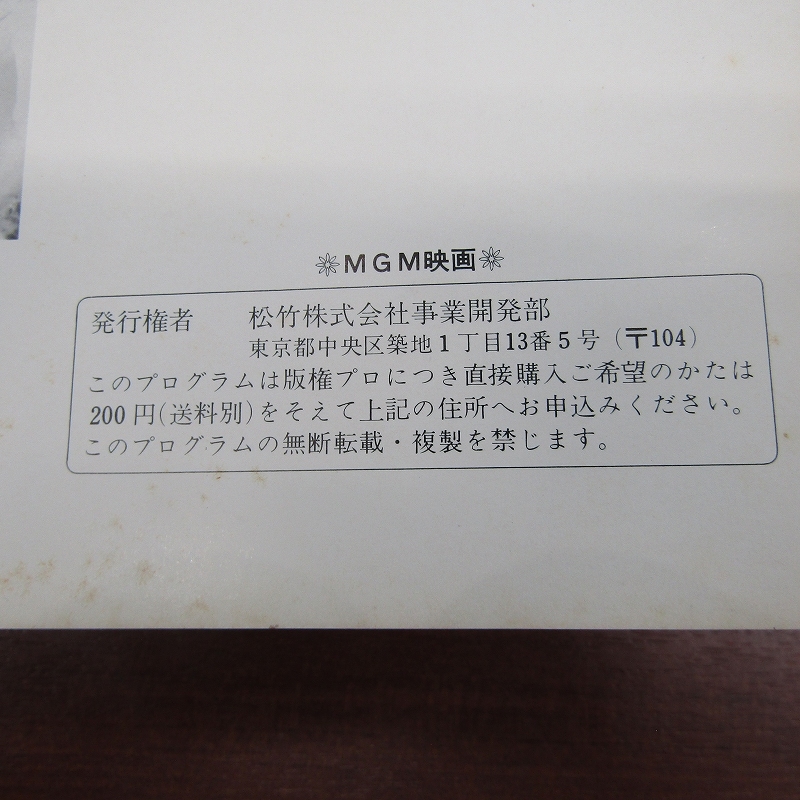 MGM映画
発行権者 松竹株式会社事業開発部
東京都中央区築地1丁目13番5号(〒104)
このプログラムは版権プロにつき直接購入ご希望のかたは
200円(送料別)をそえて上記の住所へお申込みください。
このプログラムの無断転載・複製を禁じます。